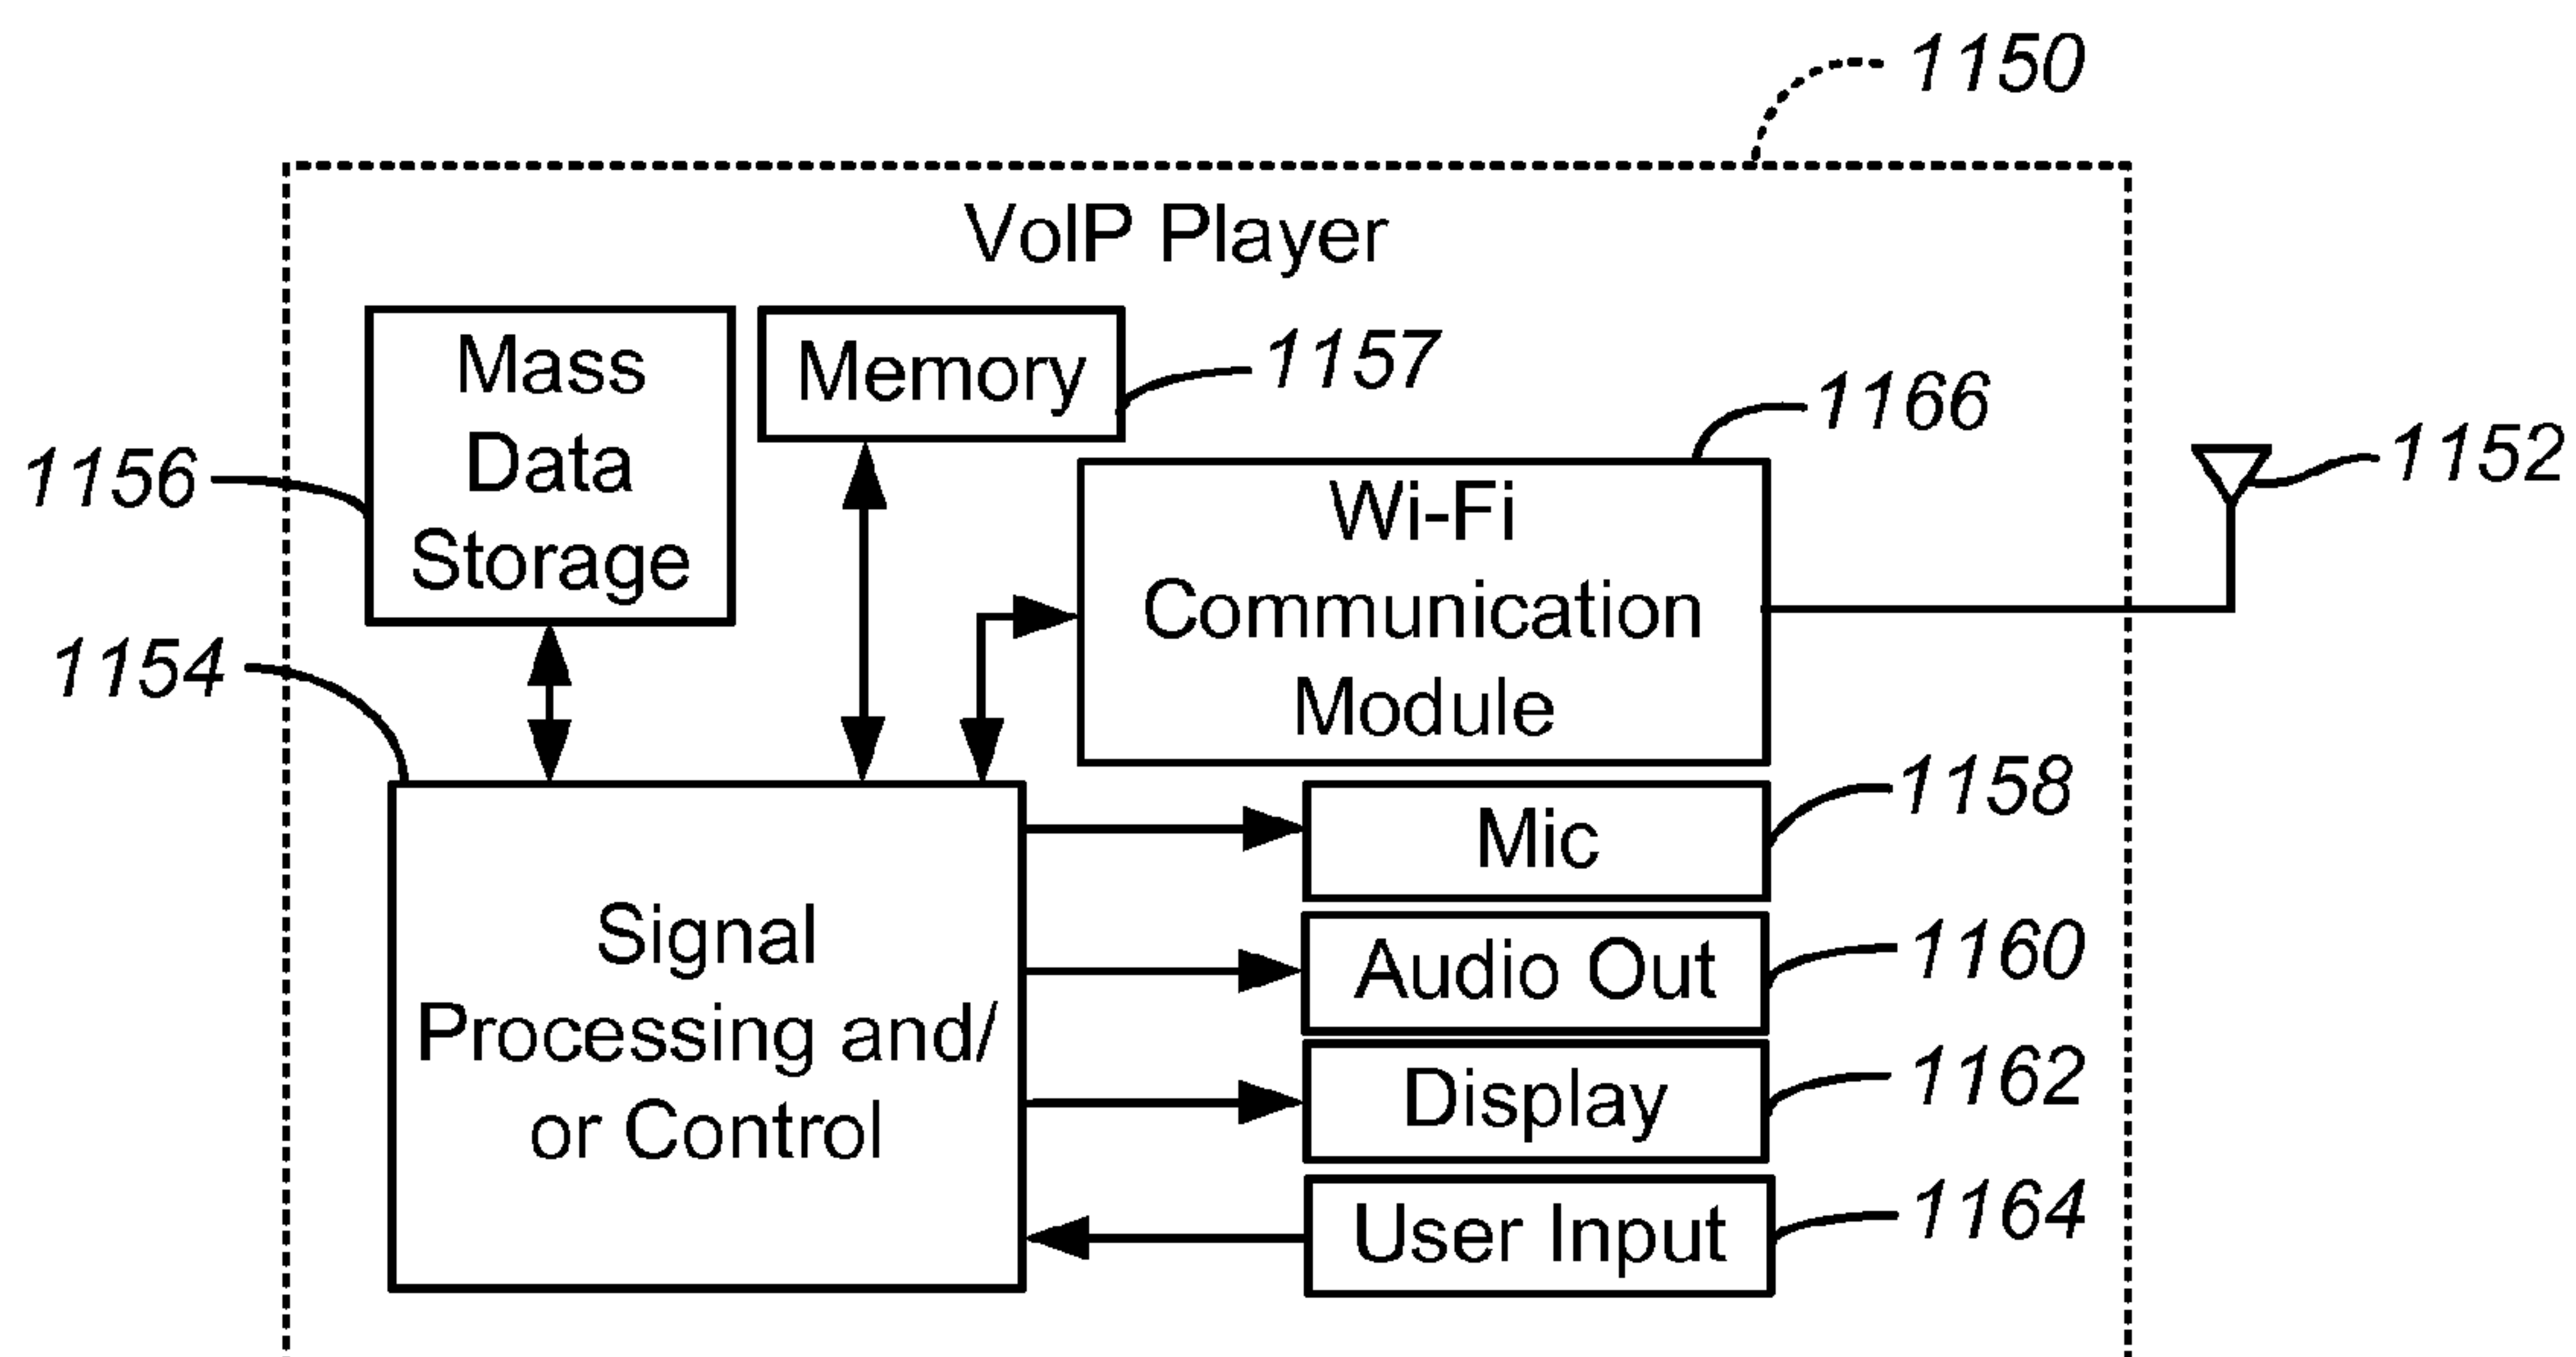 1150
VoIP Player
Mass
Data
Storage
Memory
1157
1166
1156
Wi-Fi
Communication
Module
1152
1154
Mic
1158
Signal
Processing and/
or Control
Audio Out
1160
Display
1162
User Input
1164